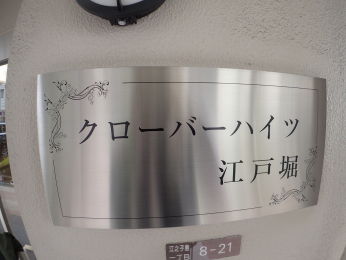 クローバーハイツ
江戸堀
江之子島
一丁目
8-21